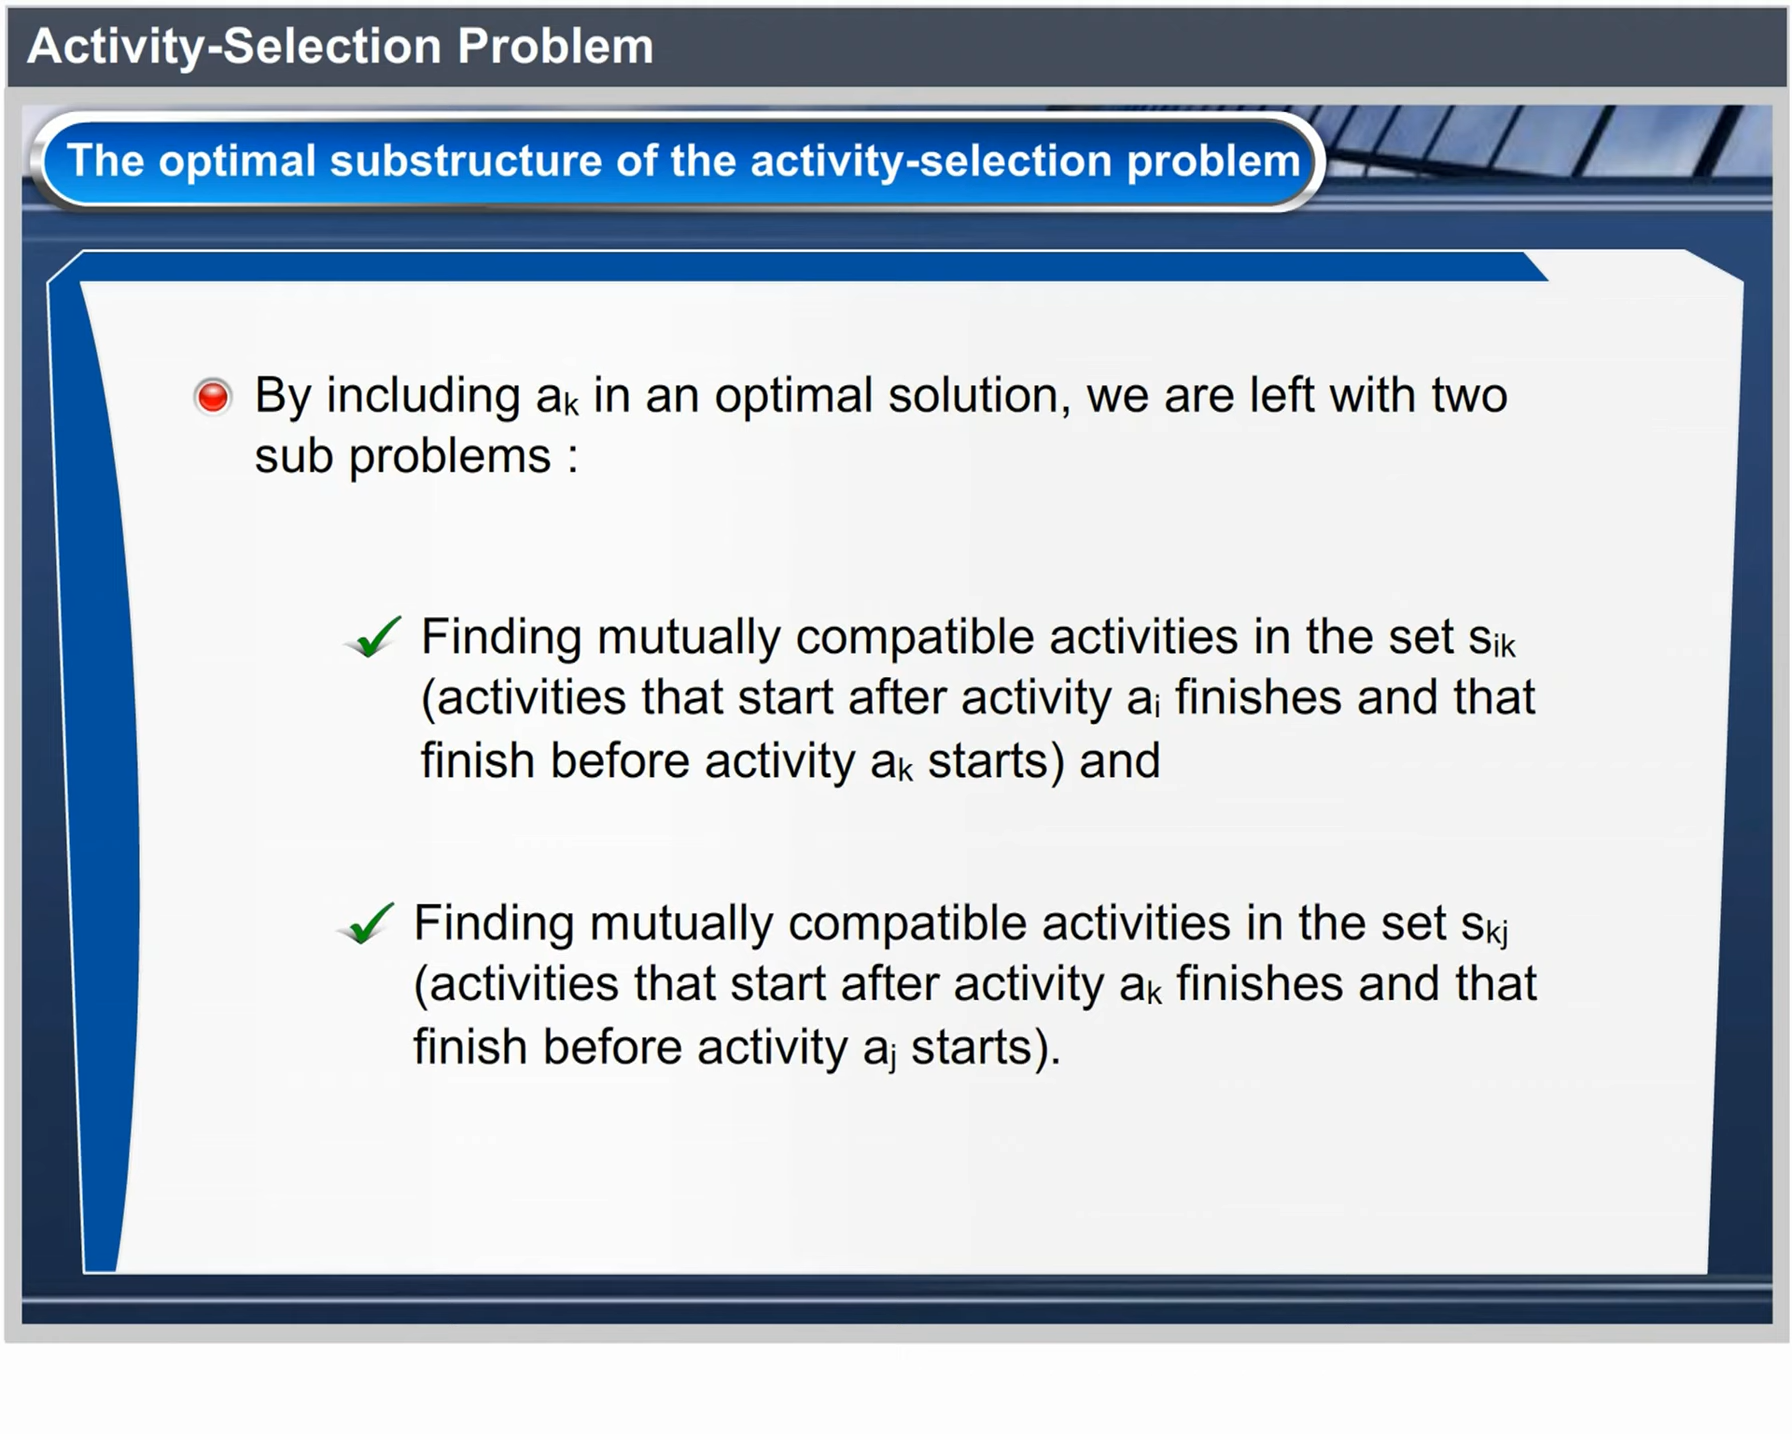 Activity-Selection Problem
The optimal substructure of the activity-selection problem
By including ak in an optimal solution, we are left with two
sub problems :
Finding mutually compatible activities in the set sik
(activities that start after activity ai finishes and that
finish before activity ak starts) and
Finding mutually compatible activities in the set skj
(activities that start after activity ak finishes and that
finish before activity aj starts).